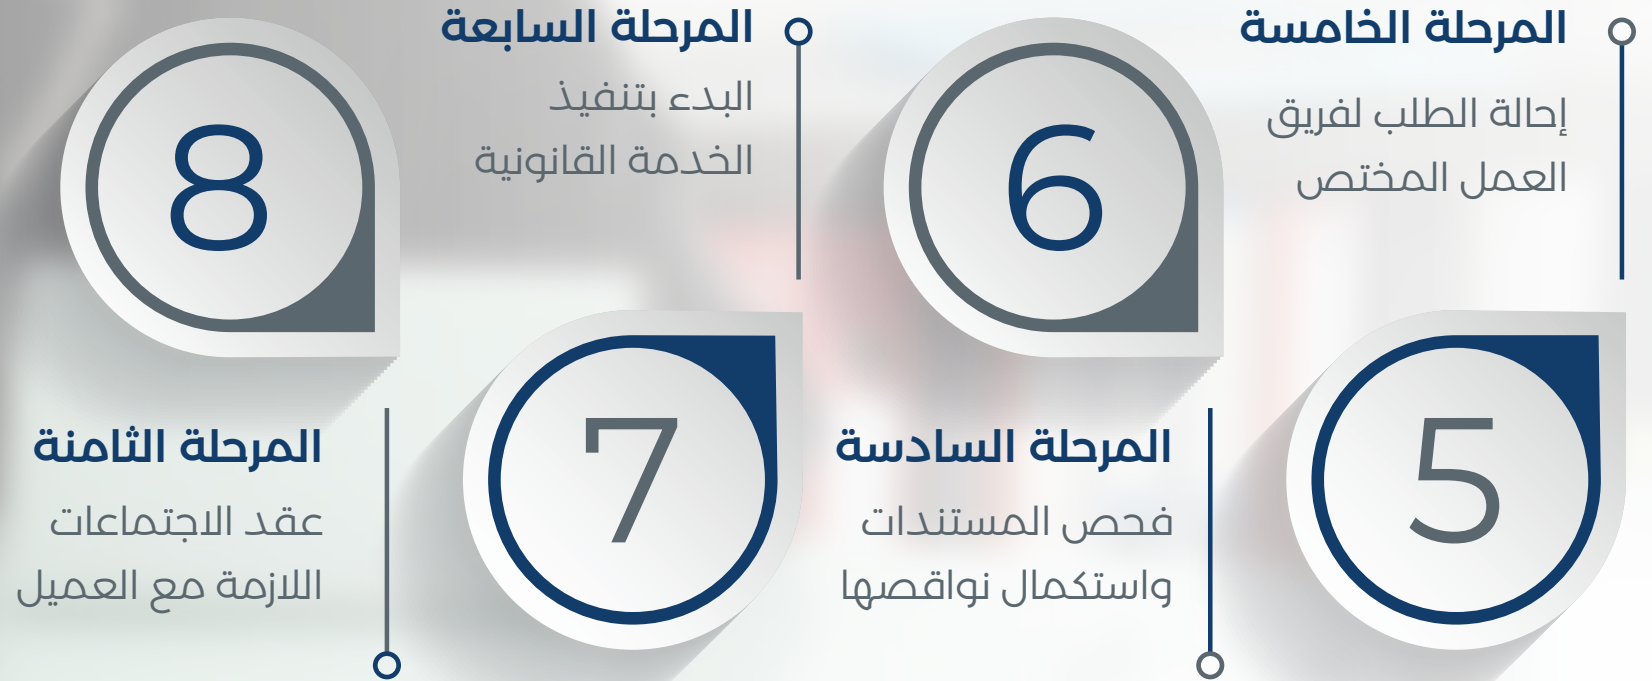 المرحلة الخامسة
إحالة الطلب لفريق
العمل المختص
5
6
المرحلة السادسة
فحص المستندات
واستكمال نواقصها
المرحلة السابعة
البدء بتنفيذ
الخدمة القانونية
7
8
المرحلة الثامنة
عقد الاجتماعات
اللازمة مع العميل